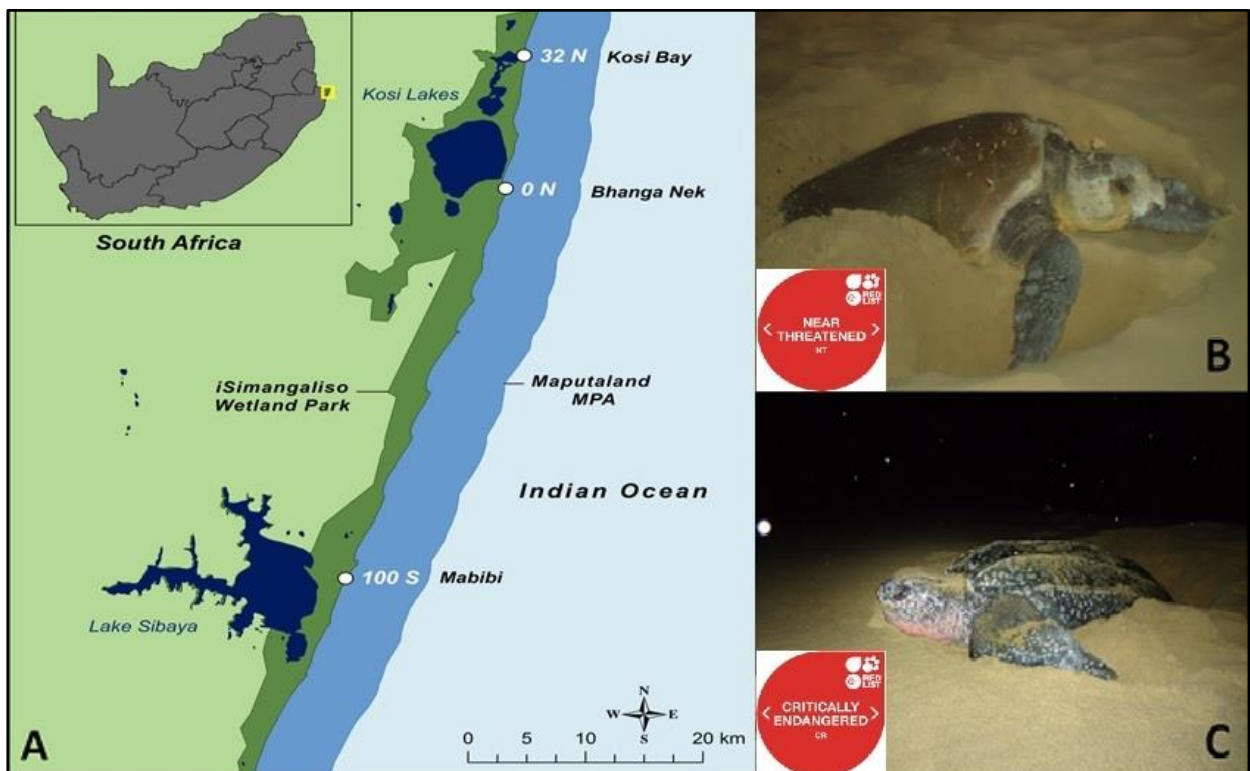 32 N Kosi Bay
Kosi Lakes
0 N
Bhanga Nek
South Africa
iSimangaliso
Wetland Park
Maputaland
MPA
Indian Ocean
100 S Mabibi
Lake Sibaya
N
W E
S
0 5 10 20 km
A
RED
LIST
NEAR
THREATENED
NT
B
RED
LIST
CRITICALLY
ENDANGERED
CR
C